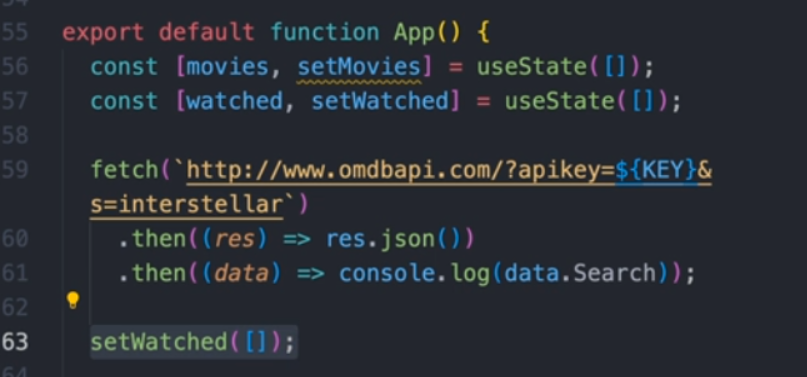 55 export default function App() {
56 const [movies, setMovies] = useState([]);
57 const [watched, setWatched] = useState([]);
58
59 fetch(`http://www.omdbapi.com/?apikey=${KEY}&
s=interstellar`)
60 .then((res) => res.json())
61 .then((data) => console.log(data.Search));
62
63 setWatched([]);
64